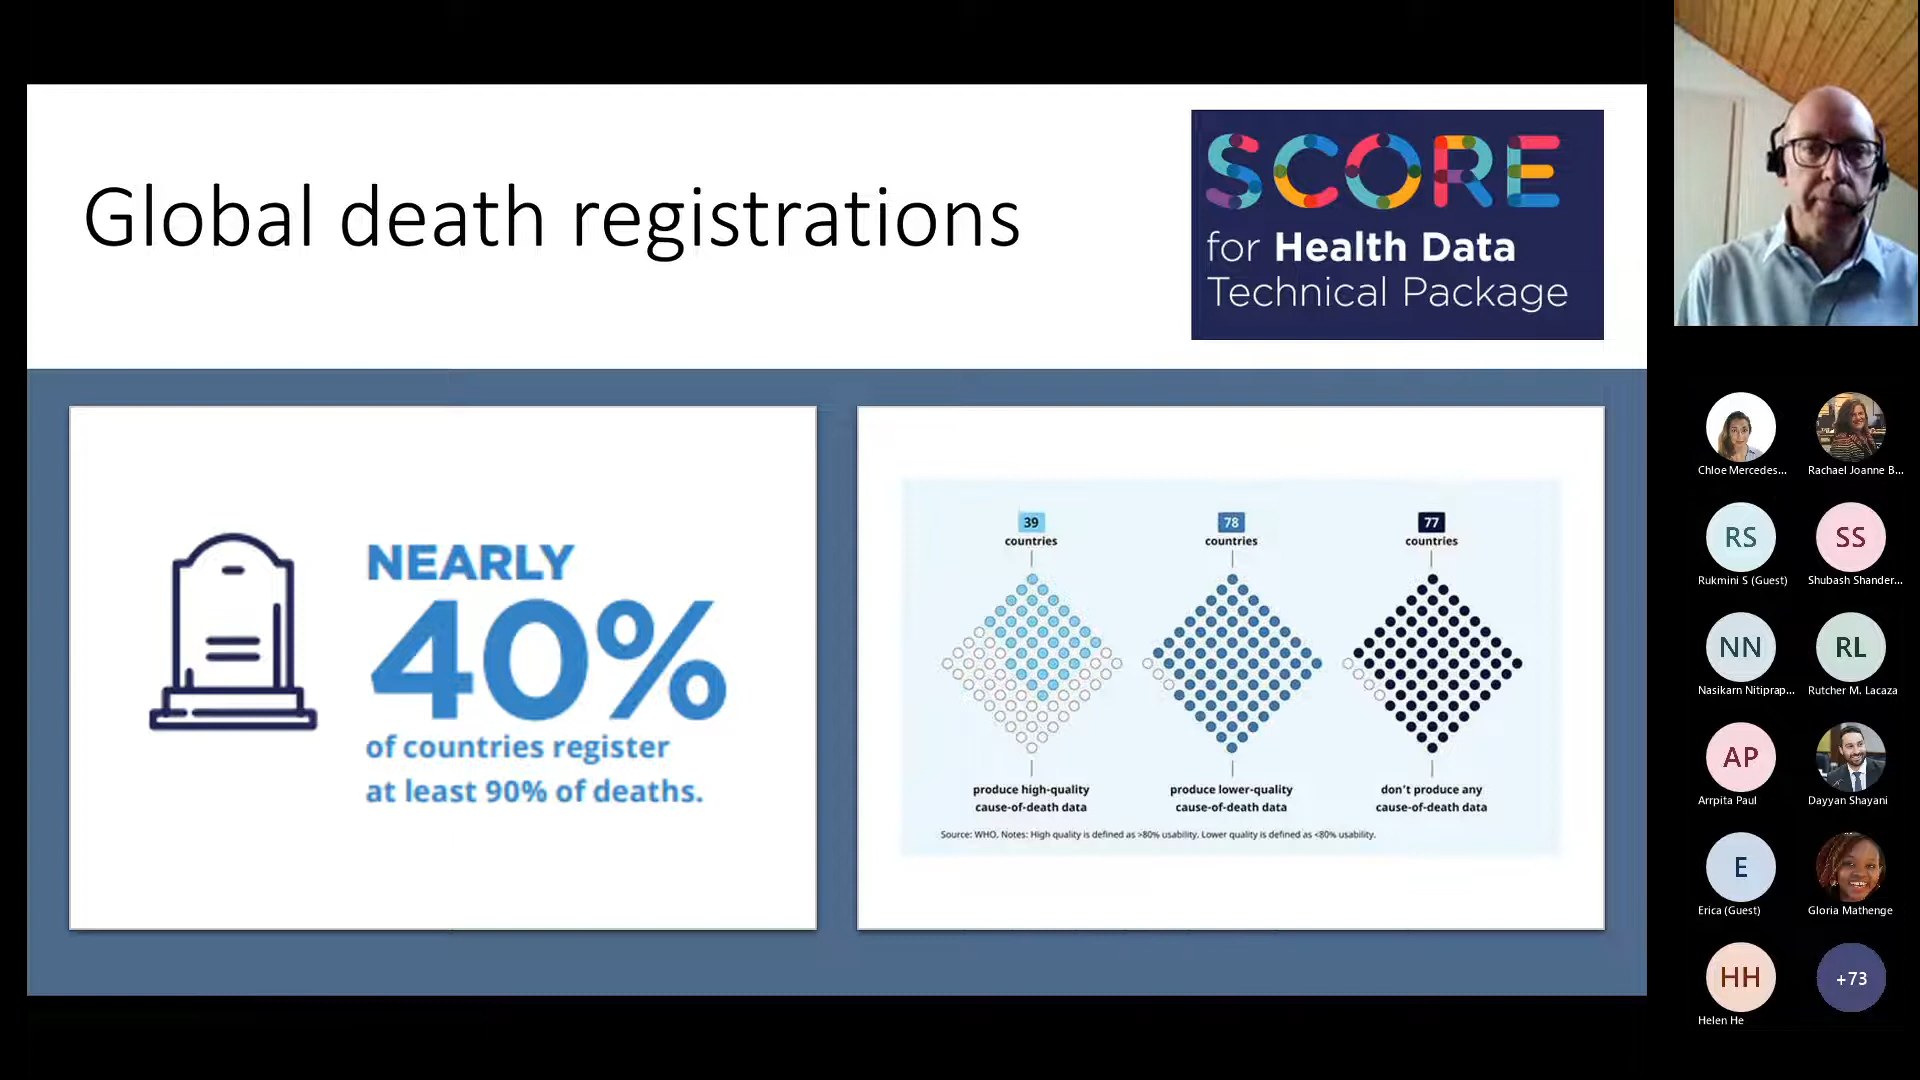 Global death registrations
SCORE
for Health Data
Technical Package
NEARLY
40%
of countries register
at least 90% of deaths.
39
countries
78
countries
77
countries
produce high-quality
cause-of-death data
produce lower-quality
cause-of-death data
don't produce any
cause-of-death data
Source: WHO. Notes: High quality is defined as >80% usability. Lower quality is defined as <80% usability.
Chloe Mercedes...
Rachael Joanne B...
RS
Rukmini S (Guest)
SS
Shubash Shander...
NN
Nasikarn Nitiprap...
RL
Rutcher M. Lacaza
AP
Arrpita Paul
Dayyan Shayani
E
Erica (Guest)
Gloria Mathenge
HH
Helen He
+73